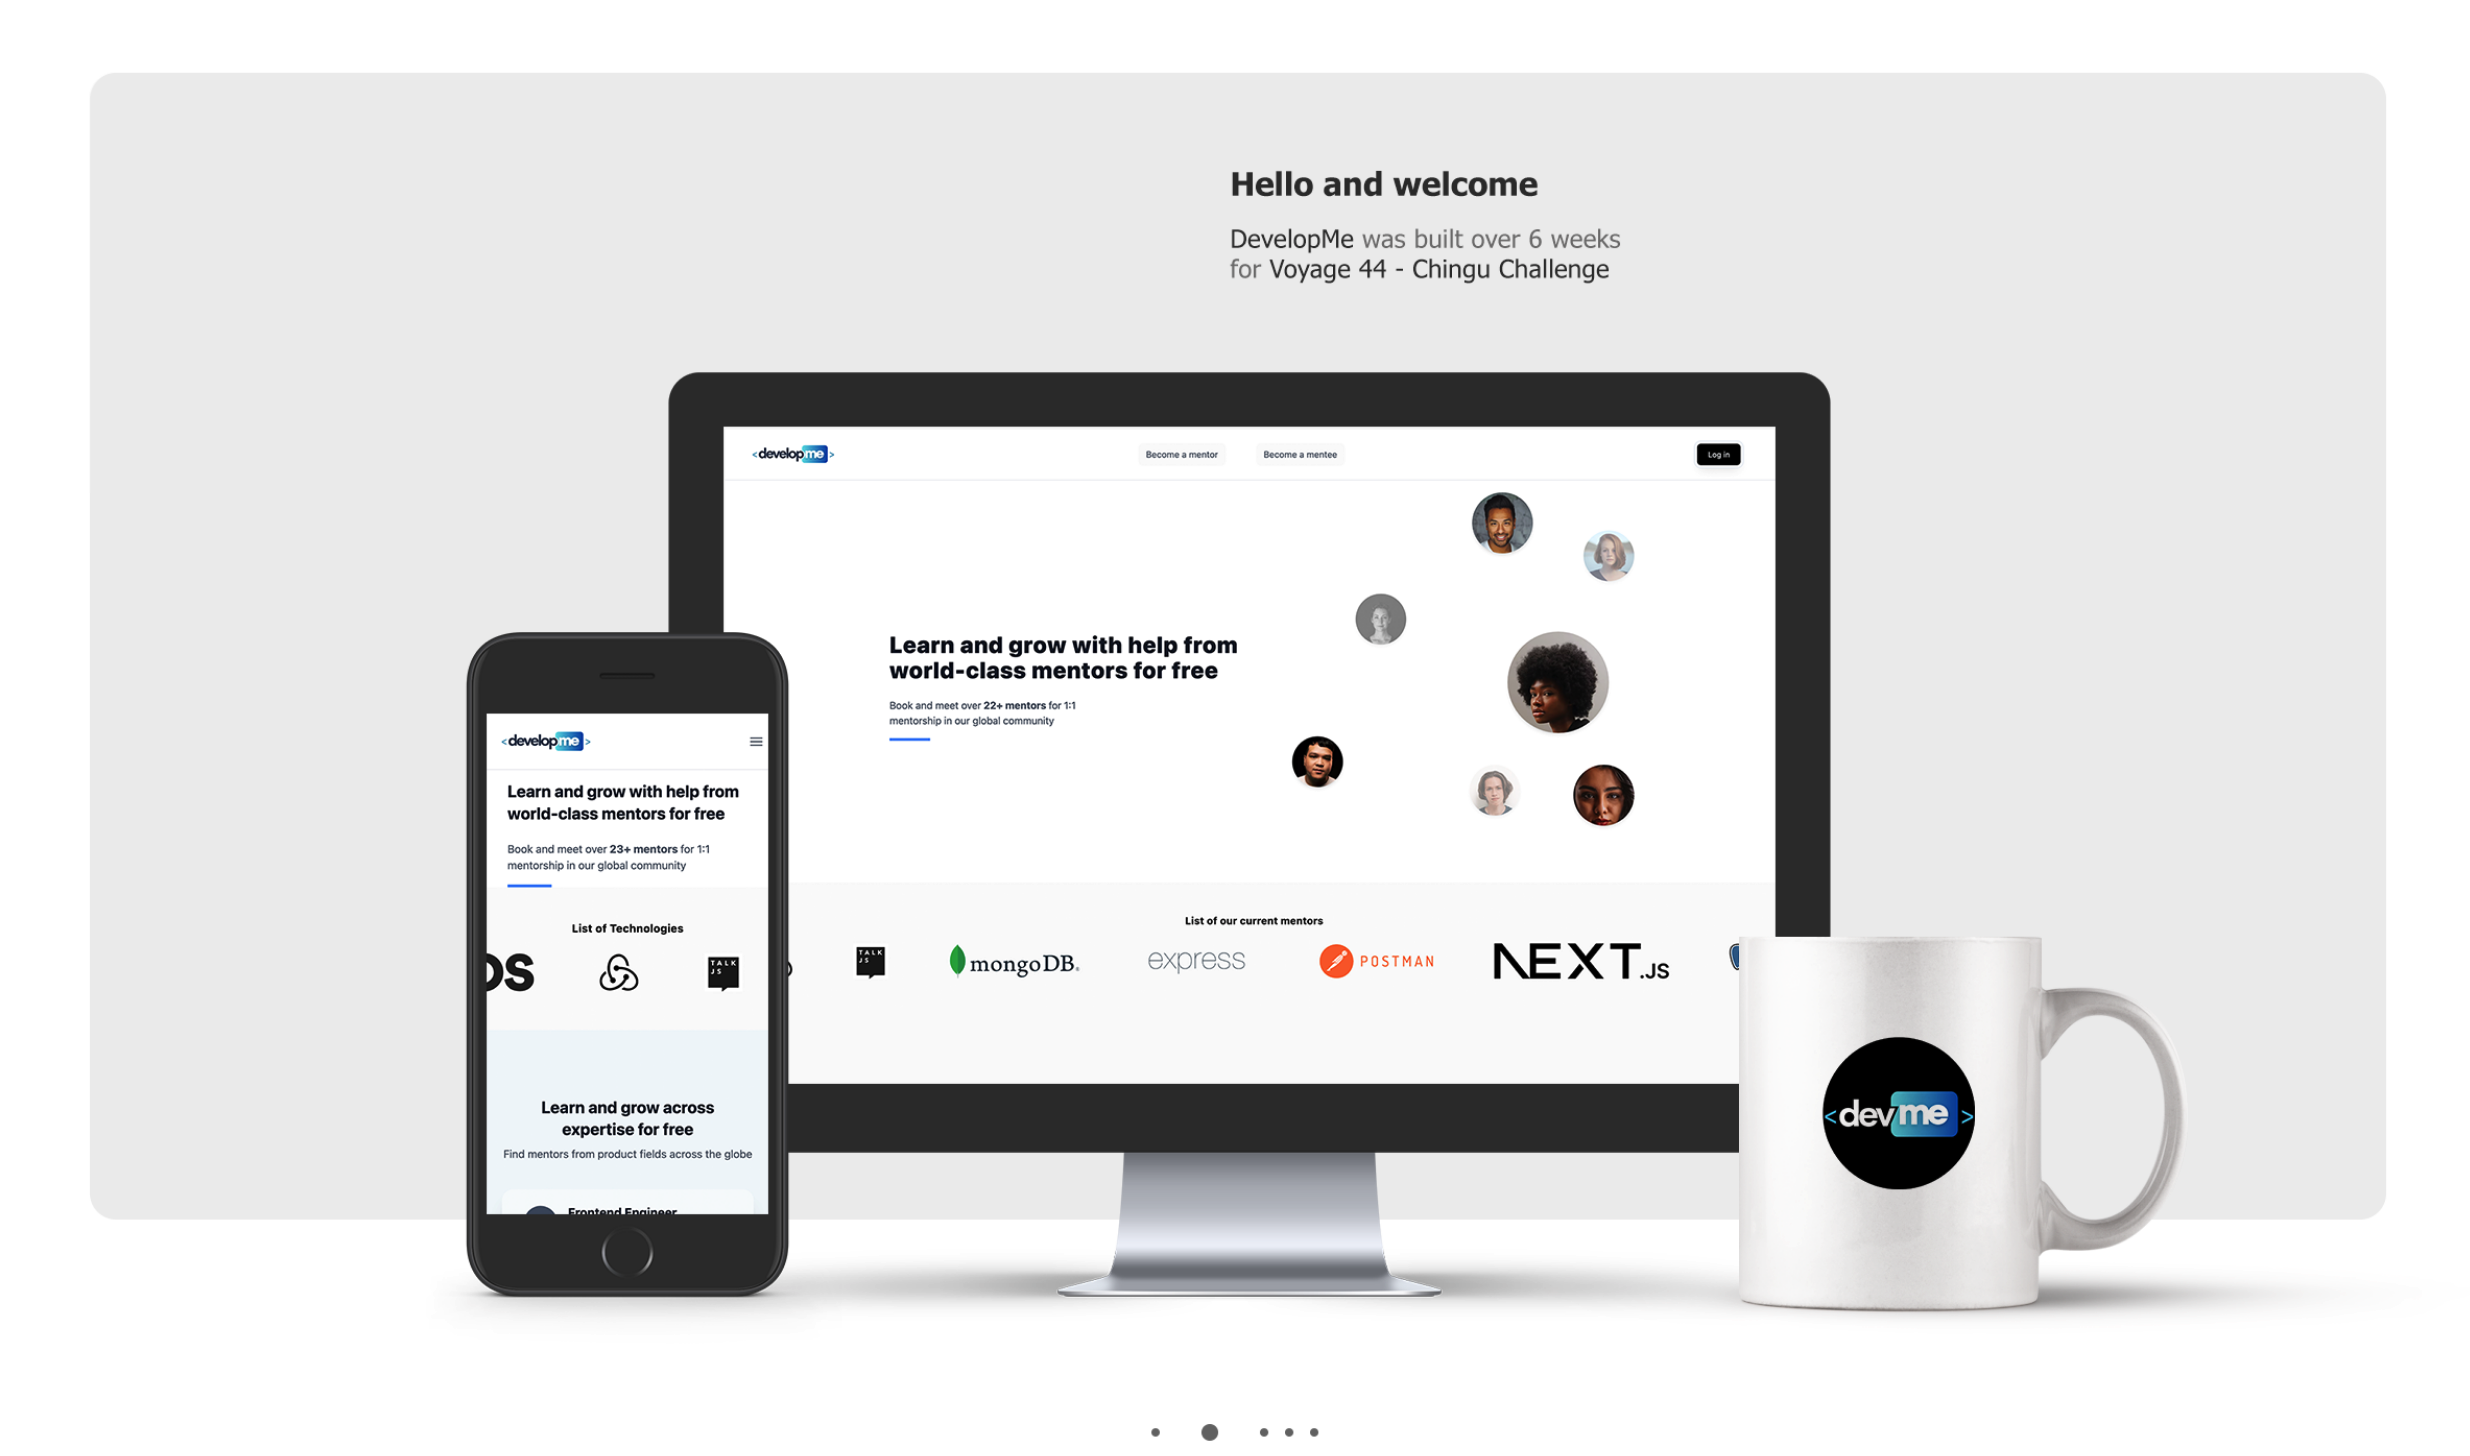 Hello and welcome
DevelopMe was built over 6 weeks
for Voyage 44 - Chingu Challenge
<developme>
Become a mentor
Become a mentee
Log in
Learn and grow with help from
world-class mentors for free
Book and meet over 22+ mentors for 1:1
mentorship in our global community
List of our current mentors
TALK
JS
mongoDB.
express
POSTMAN
NEXT.JS
<developme>
Learn and grow with help from
world-class mentors for free
Book and meet over 23+ mentors for 1:1
mentorship in our global community
List of Technologies
OS
TALK
JS
Learn and grow across
expertise for free
Find mentors from product fields across the globe
Frontend Engineer
<devme>